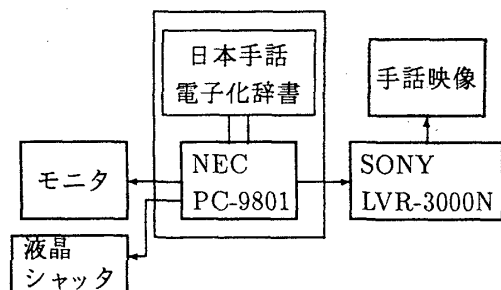 日本手話
電子化辞書
手話映像
モニタ
NEC
PC-9801
SONY
LVR-3000N
液晶
シャッタ